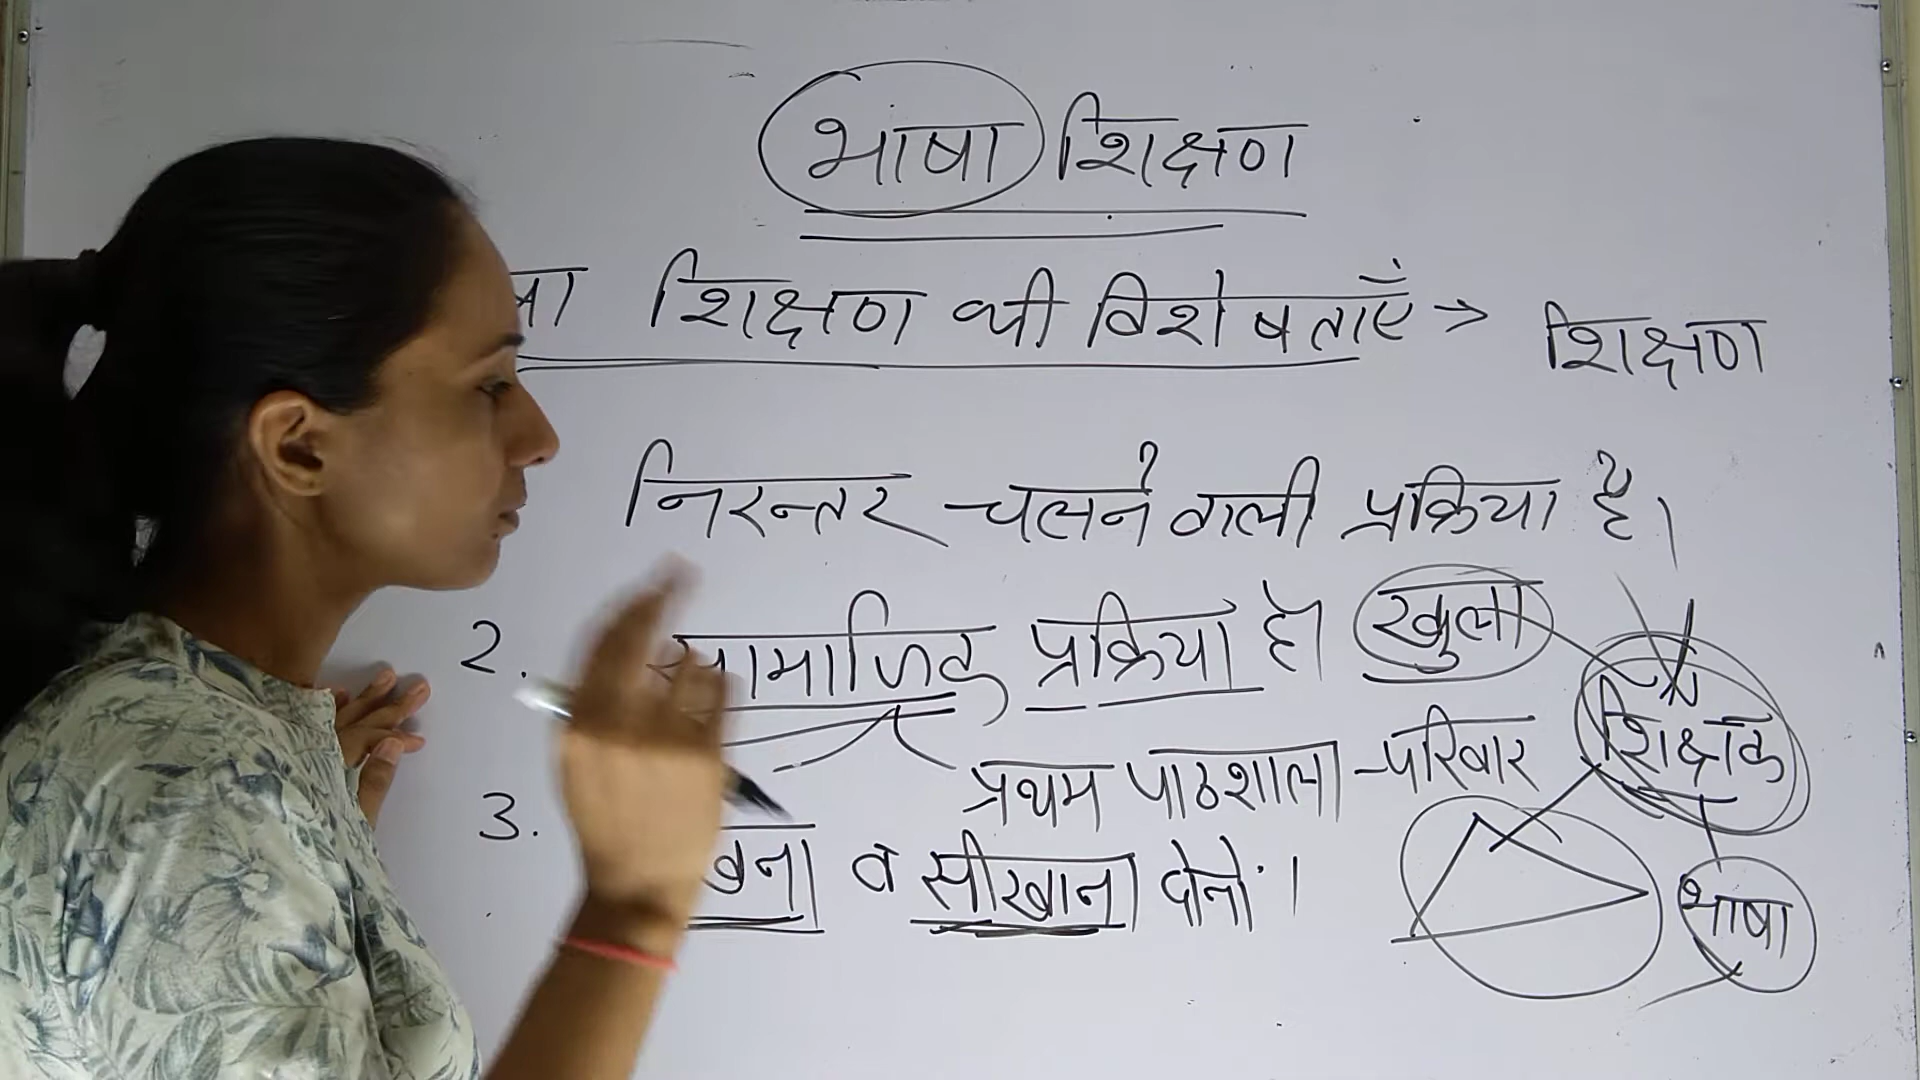 भाषा शिक्षण
शिक्षण की विशेषताएँ → शिक्षण
निरन्तर चलने वाली प्रक्रिया है।
2. सामाजिक प्रक्रिया है। खुला
शिक्षक
प्रथम पाठशाला - परिवार
3. व सीखाना दोनों।
भाषा